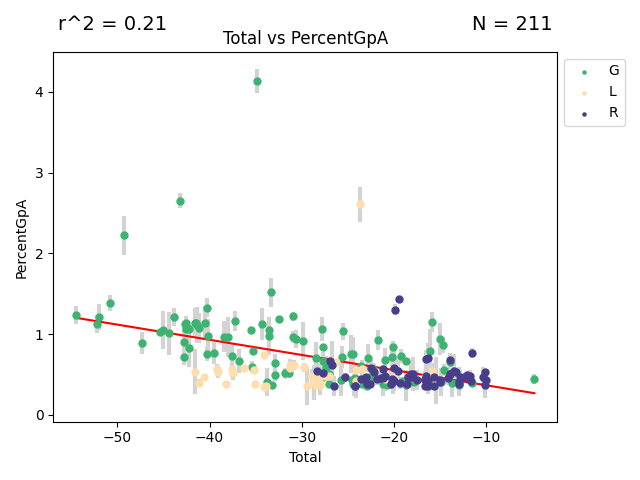 r^2 = 0.21 N = 211
Total vs PercentGpA
G
L
R
4
3
2
1
0
PercentGpA
−50 −40 −30 −20 −10
Total